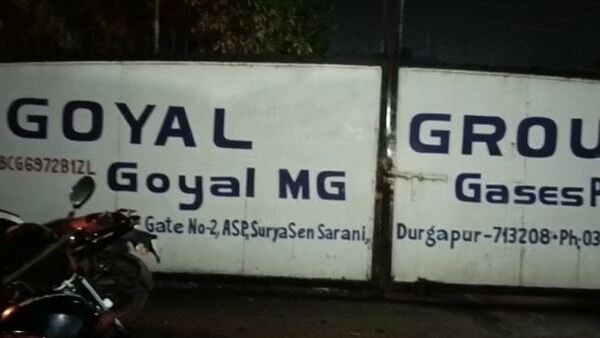 GOYAL GROU
BCG6972B1ZL
Goyal MG Gases P
Gate No-2, ASP, SuryaSen Sarani, Durgapur-713208•Ph,03